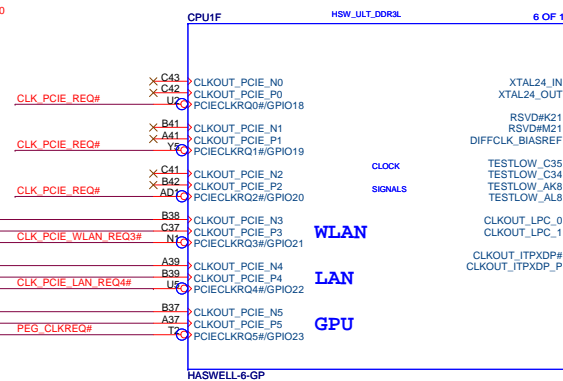 0
CPU1F HSW_ULT_DDR3L 6 OF 1
C43 CLKOUT_PCIE_N0 XTAL24_IN
C42 CLKOUT_PCIE_P0 XTAL24_OUT
CLK_PCIE_REQ# U2 PCIECLKRQ0#/GPIO18
RSVD#K21
B41 CLKOUT_PCIE_N1 RSVD#M21
A41 CLKOUT_PCIE_P1 DIFFCLK_BIASREF
CLK_PCIE_REQ# Y5 PCIECLKRQ1#/GPIO19
TESTLOW_C35
C41 CLKOUT_PCIE_N2 CLOCK TESTLOW_C34
B42 CLKOUT_PCIE_P2 SIGNALS TESTLOW_AK8
CLK_PCIE_REQ# AD1 PCIECLKRQ2#/GPIO20 TESTLOW_AL8
B38 CLKOUT_PCIE_N3 CLKOUT_LPC_0
C37 CLKOUT_PCIE_P3 WLAN CLKOUT_LPC_1
CLK_PCIE_WLAN_REQ3# N1 PCIECLKRQ3#/GPIO21
CLKOUT_ITPXDP#
A39 CLKOUT_PCIE_N4 CLKOUT_ITPXDP_P
B39 CLKOUT_PCIE_P4 LAN
CLK_PCIE_LAN_REQ4# U5 PCIECLKRQ4#/GPIO22
B37 CLKOUT_PCIE_N5
A37 CLKOUT_PCIE_P5 GPU
PEG_CLKREQ# T2 PCIECLKRQ5#/GPIO23
HASWELL-6-GP